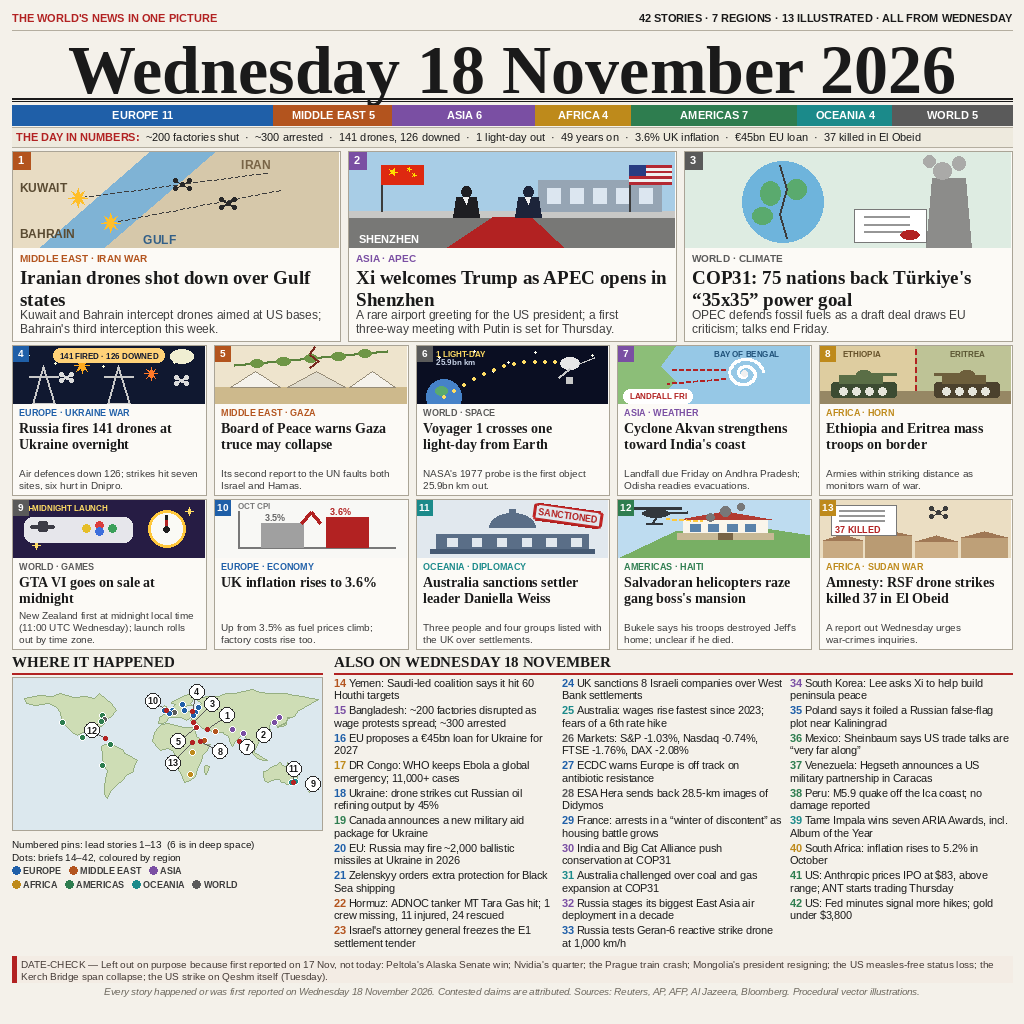 THE WORLD'S NEWS IN ONE PICTURE
42 STORIES · 7 REGIONS · 13 ILLUSTRATED · ALL FROM WEDNESDAY
Wednesday 18 November 2026
EUROPE 11
MIDDLE EAST 5
ASIA 6
AFRICA 4
AMERICAS 7
OCEANIA 4
WORLD 5
THE DAY IN NUMBERS: ~200 factories shut · ~300 arrested · 141 drones, 126 downed · 1 light-day out · 49 years on · 3.6% UK inflation · €45bn EU loan · 37 killed in El Obeid
1
IRAN
KUWAIT
BAHRAIN
GULF
MIDDLE EAST · IRAN WAR
Iranian drones shot down over Gulf
states
Kuwait and Bahrain intercept drones aimed at US bases;
Bahrain's third interception this week.
2
SHENZHEN
ASIA · APEC
Xi welcomes Trump as APEC opens in
Shenzhen
A rare airport greeting for the US president; a first
three-way meeting with Putin is set for Thursday.
3
WORLD · CLIMATE
COP31: 75 nations back Türkiye's
“35x35” power goal
OPEC defends fossil fuels as a draft deal draws EU
criticism; talks end Friday.
4
141 FIRED · 126 DOWNED
EUROPE · UKRAINE WAR
Russia fires 141 drones at
Ukraine overnight
Air defences down 126; strikes hit seven
sites, six hurt in Dnipro.
5
MIDDLE EAST · GAZA
Board of Peace warns Gaza
truce may collapse
Its second report to the UN faults both
Israel and Hamas.
6
1 LIGHT-DAY
25.9bn km
WORLD · SPACE
Voyager 1 crosses one
light-day from Earth
NASA's 1977 probe is the first object
25.9bn km out.
7
BAY OF BENGAL
LANDFALL FRI
ASIA · WEATHER
Cyclone Akvan strengthens
toward India's coast
Landfall due Friday on Andhra Pradesh;
Odisha readies evacuations.
8
ETHIOPIA
ERITREA
AFRICA · HORN
Ethiopia and Eritrea mass
troops on border
Armies within striking distance as
monitors warn of war.
9
MIDNIGHT LAUNCH
WORLD · GAMES
GTA VI goes on sale at
midnight
New Zealand first at midnight local time
(11:00 UTC Wednesday); launch rolls
out by time zone.
10
OCT CPI
3.5%
3.6%
EUROPE · ECONOMY
UK inflation rises to 3.6%
Up from 3.5% as fuel prices climb;
factory costs rise too.
11
SANCTIONED
OCEANIA · DIPLOMACY
Australia sanctions settler
leader Daniella Weiss
Three people and four groups listed with
the UK over settlements.
12
AMERICAS · HAITI
Salvadoran helicopters raze
gang boss's mansion
Bukele says his troops destroyed Jeff's
home; unclear if he died.
13
37 KILLED
AFRICA · SUDAN WAR
Amnesty: RSF drone strikes
killed 37 in El Obeid
A report out Wednesday urges
war-crimes inquiries.
WHERE IT HAPPENED
10
4
3
1
12
2
5
8
7
13
11
9
Numbered pins: lead stories 1–13 (6 is in deep space)
Dots: briefs 14–42, coloured by region
EUROPE MIDDLE EAST ASIA
AFRICA AMERICAS OCEANIA WORLD
ALSO ON WEDNESDAY 18 NOVEMBER
14 Yemen: Saudi-led coalition says it hit 60
Houthi targets
15 Bangladesh: ~200 factories disrupted as
wage protests spread; ~300 arrested
16 EU proposes a €45bn loan for Ukraine for
2027
17 DR Congo: WHO keeps Ebola a global
emergency; 11,000+ cases
18 Ukraine: drone strikes cut Russian oil
refining output by 45%
19 Canada announces a new military aid
package for Ukraine
20 EU: Russia may fire ~2,000 ballistic
missiles at Ukraine in 2026
21 Zelenskyy orders extra protection for Black
Sea shipping
22 Hormuz: ADNOC tanker MT Tara Gas hit; 1
crew missing, 11 injured, 24 rescued
23 Israel's attorney general freezes the E1
settlement tender
24 UK sanctions 8 Israeli companies over West
Bank settlements
25 Australia: wages rise fastest since 2023;
fears of a 6th rate hike
26 Markets: S&P -1.03%, Nasdaq -0.74%,
FTSE -1.76%, DAX -2.08%
27 ECDC warns Europe is off track on
antibiotic resistance
28 ESA Hera sends back 28.5-km images of
Didymos
29 France: arrests in a “winter of discontent” as
housing battle grows
30 India and Big Cat Alliance push
conservation at COP31
31 Australia challenged over coal and gas
expansion at COP31
32 Russia stages its biggest East Asia air
deployment in a decade
33 Russia tests Geran-6 reactive strike drone
at 1,000 km/h
34 South Korea: Lee asks Xi to help build
peninsula peace
35 Poland says it foiled a Russian false-flag
plot near Kaliningrad
36 Mexico: Sheinbaum says US trade talks are
“very far along”
37 Venezuela: Hegseth announces a US
military partnership in Caracas
38 Peru: M5.9 quake off the Ica coast; no
damage reported
39 Tame Impala wins seven ARIA Awards, incl.
Album of the Year
40 South Africa: inflation rises to 5.2% in
October
41 US: Anthropic prices IPO at $83, above
range; ANT starts trading Thursday
42 US: Fed minutes signal more hikes; gold
under $3,800
DATE-CHECK — Left out on purpose because first reported on 17 Nov, not today: Peltola's Alaska Senate win; Nvidia's quarter; the Prague train crash; Mongolia's president resigning; the US measles-free status loss; the
Kerch Bridge span collapse; the US strike on Qeshm itself (Tuesday).
Every story happened or was first reported on Wednesday 18 November 2026. Contested claims are attributed. Sources: Reuters, AP, AFP, Al Jazeera, Bloomberg. Procedural vector illustrations.